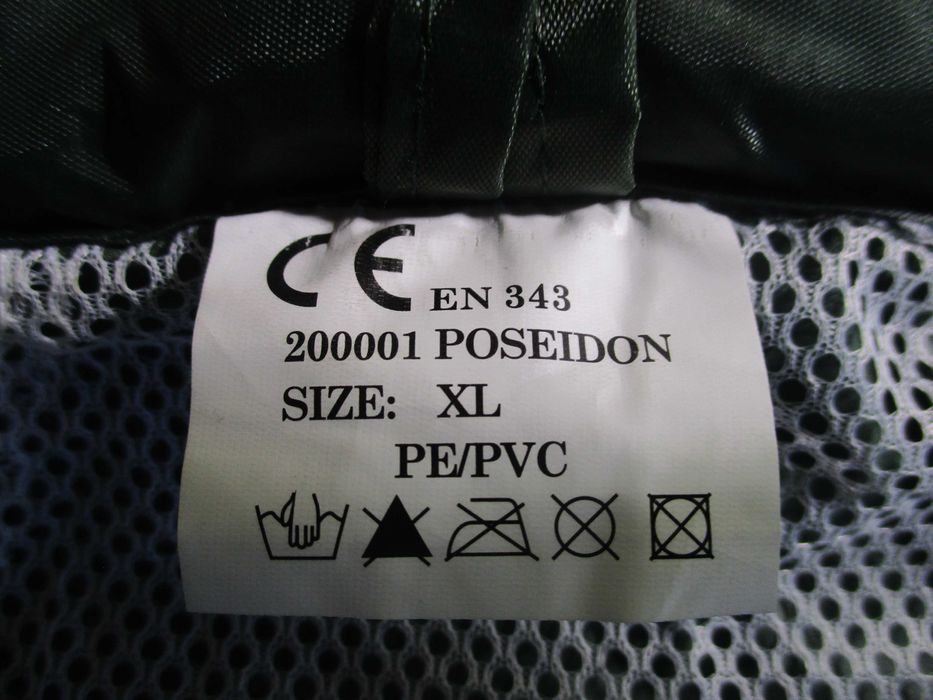 CE EN 343
200001 POSEIDON
SIZE: XL
PE/PVC